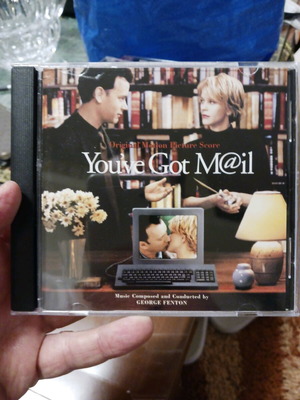 Original Motion Picture Score
You've Got M@il
Music Composed and Conducted by
GEORGE FENTON